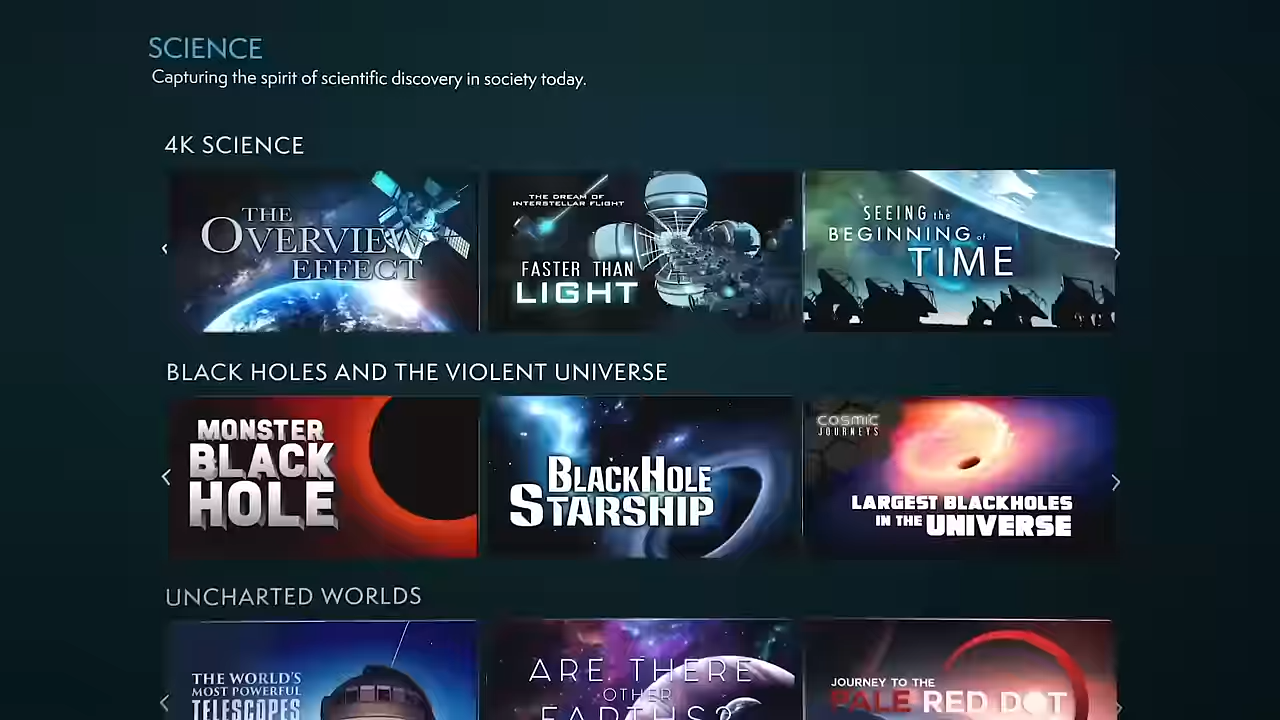 SCIENCE
Capturing the spirit of scientific discovery in society today.
4K SCIENCE
THE
OVERVIEW
EFFECT
THE DREAM OF
INTERSTELLAR FLIGHT
FASTER THAN
LIGHT
SEEING the
BEGINNING of
TIME
BLACK HOLES AND THE VIOLENT UNIVERSE
MONSTER
BLACK
HOLE
BLACKHOLE
STARSHIP
COSMIC
JOURNEYS
LARGEST BLACKHOLES
IN THE UNIVERSE
UNCHARTED WORLDS
THE WORLD'S
MOST POWERFUL
TELESCOPES
ARE THERE
OTHER
EARTHS?
JOURNEY TO THE
PALE RED DOT